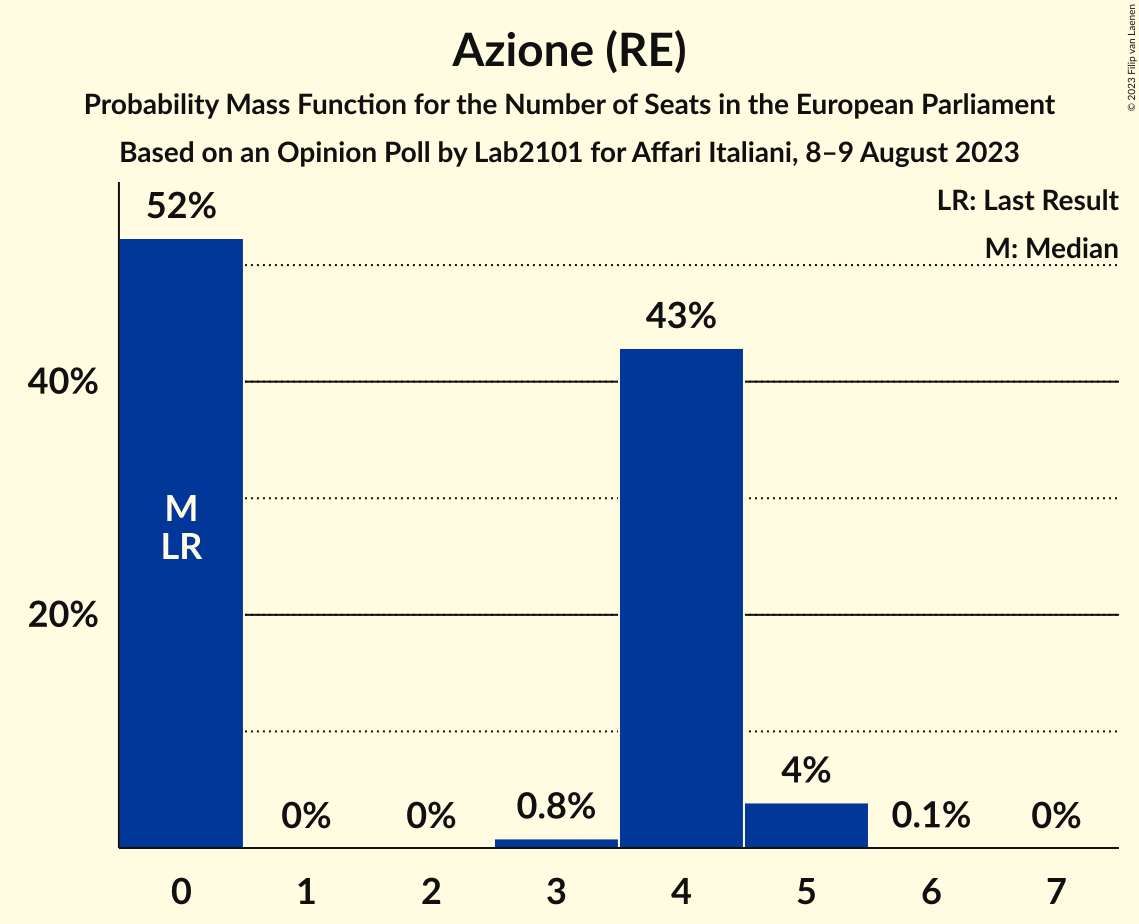 Azione (RE)
Probability Mass Function for the Number of Seats in the European Parliament
Based on an Opinion Poll by Lab2101 for Affari Italiani, 8–9 August 2023
© 2023 Filip van Laenen
LR: Last Result
M: Median
52%
43%
40%
M
LR
20%
0%
0%
0.8%
4%
0.1%
0%
0
1
2
3
4
5
6
7